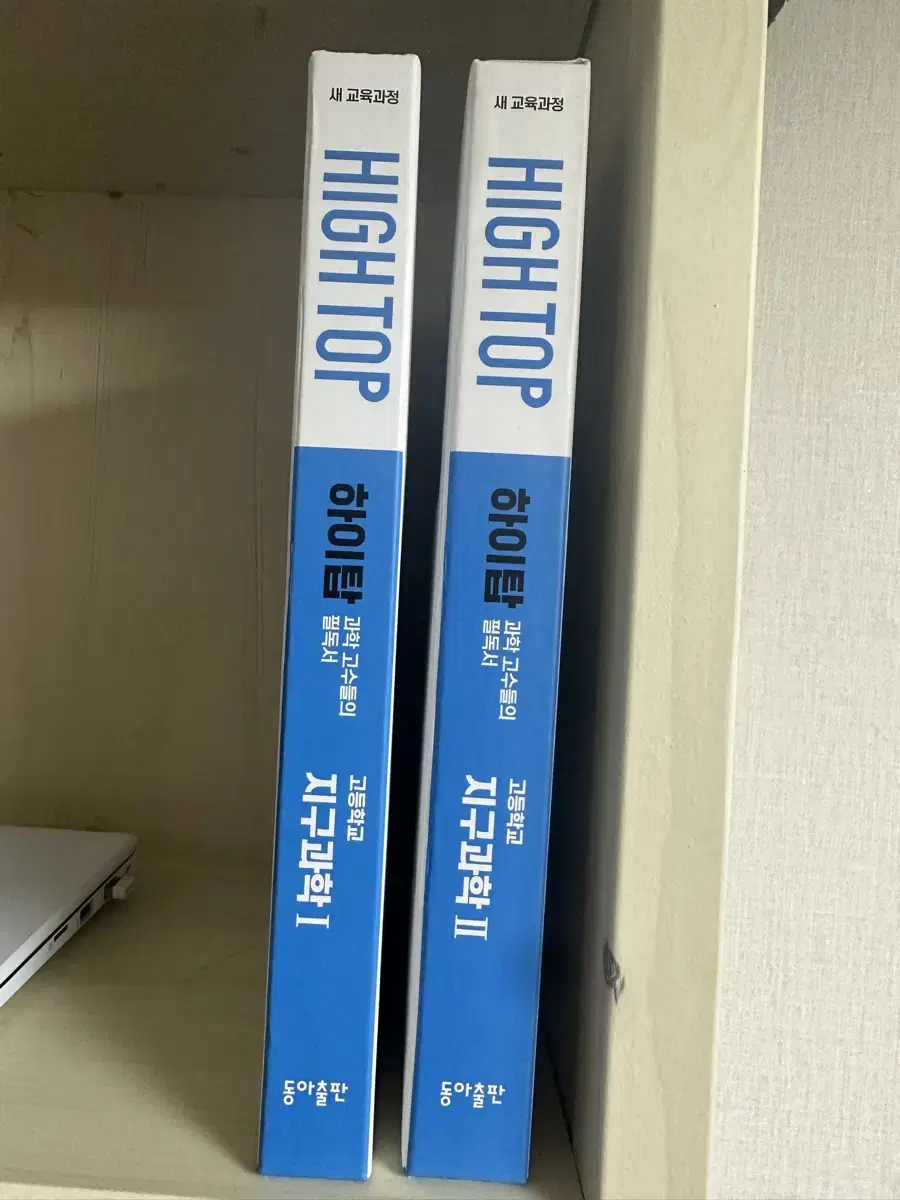 새 교육과정
HIGH TOP
하이탑
과학 고수들의
필독서
고등학교
지구과학 I
동아출판
새 교육과정
HIGH TOP
하이탑
과학 고수들의
필독서
고등학교
지구과학 II
동아출판